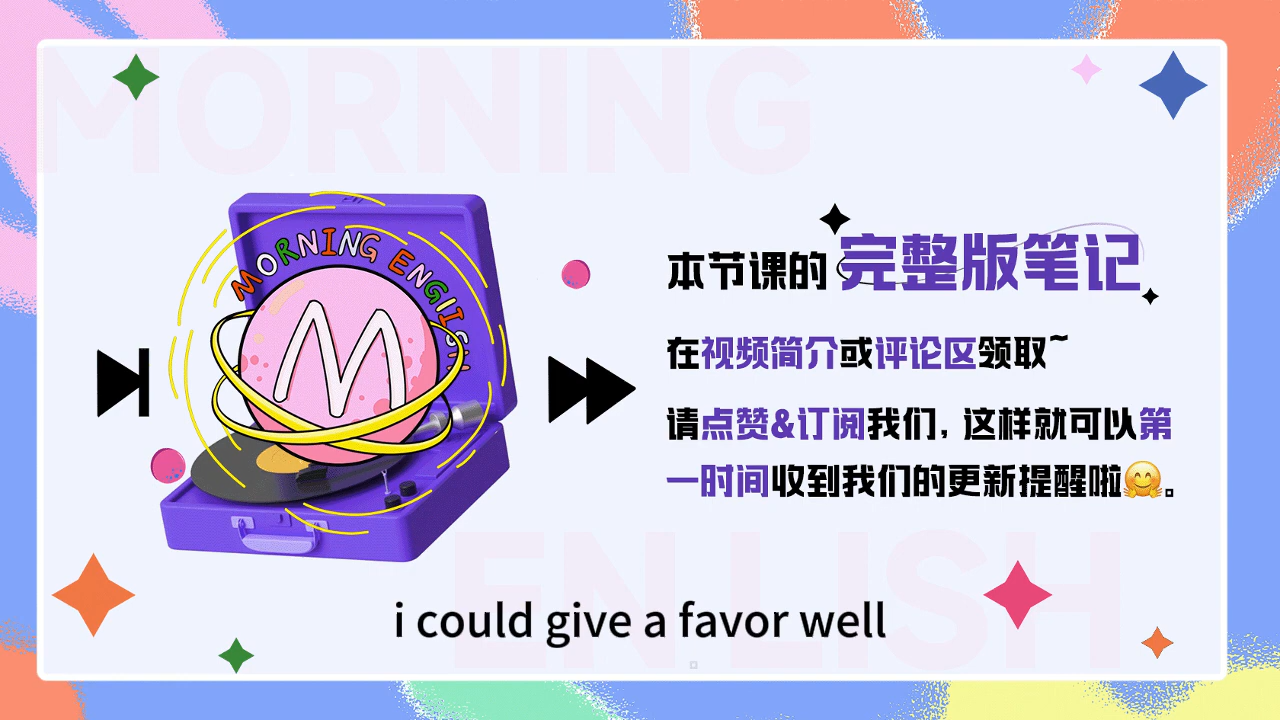 MORNING
MORNING ENGLISH
M
本节课的 完整版笔记
在视频简介或评论区领取~
请点赞&订阅我们, 这样就可以第
一时间收到我们的更新提醒啦🤗。
EN LISH
i could give a favor well